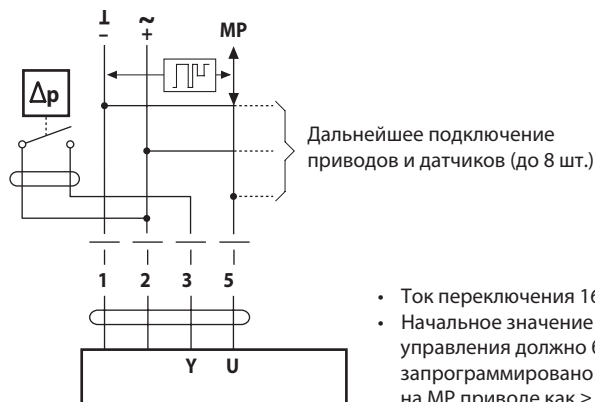 ⊥ ~
– + MP
Δp
Дальнейшее подключение
приводов и датчиков (до 8 шт.)
1 2 3 5
Y U
• Ток переключения 16
• Начальное значение
управления должно
запрограммировано
на МР приводе как ≥